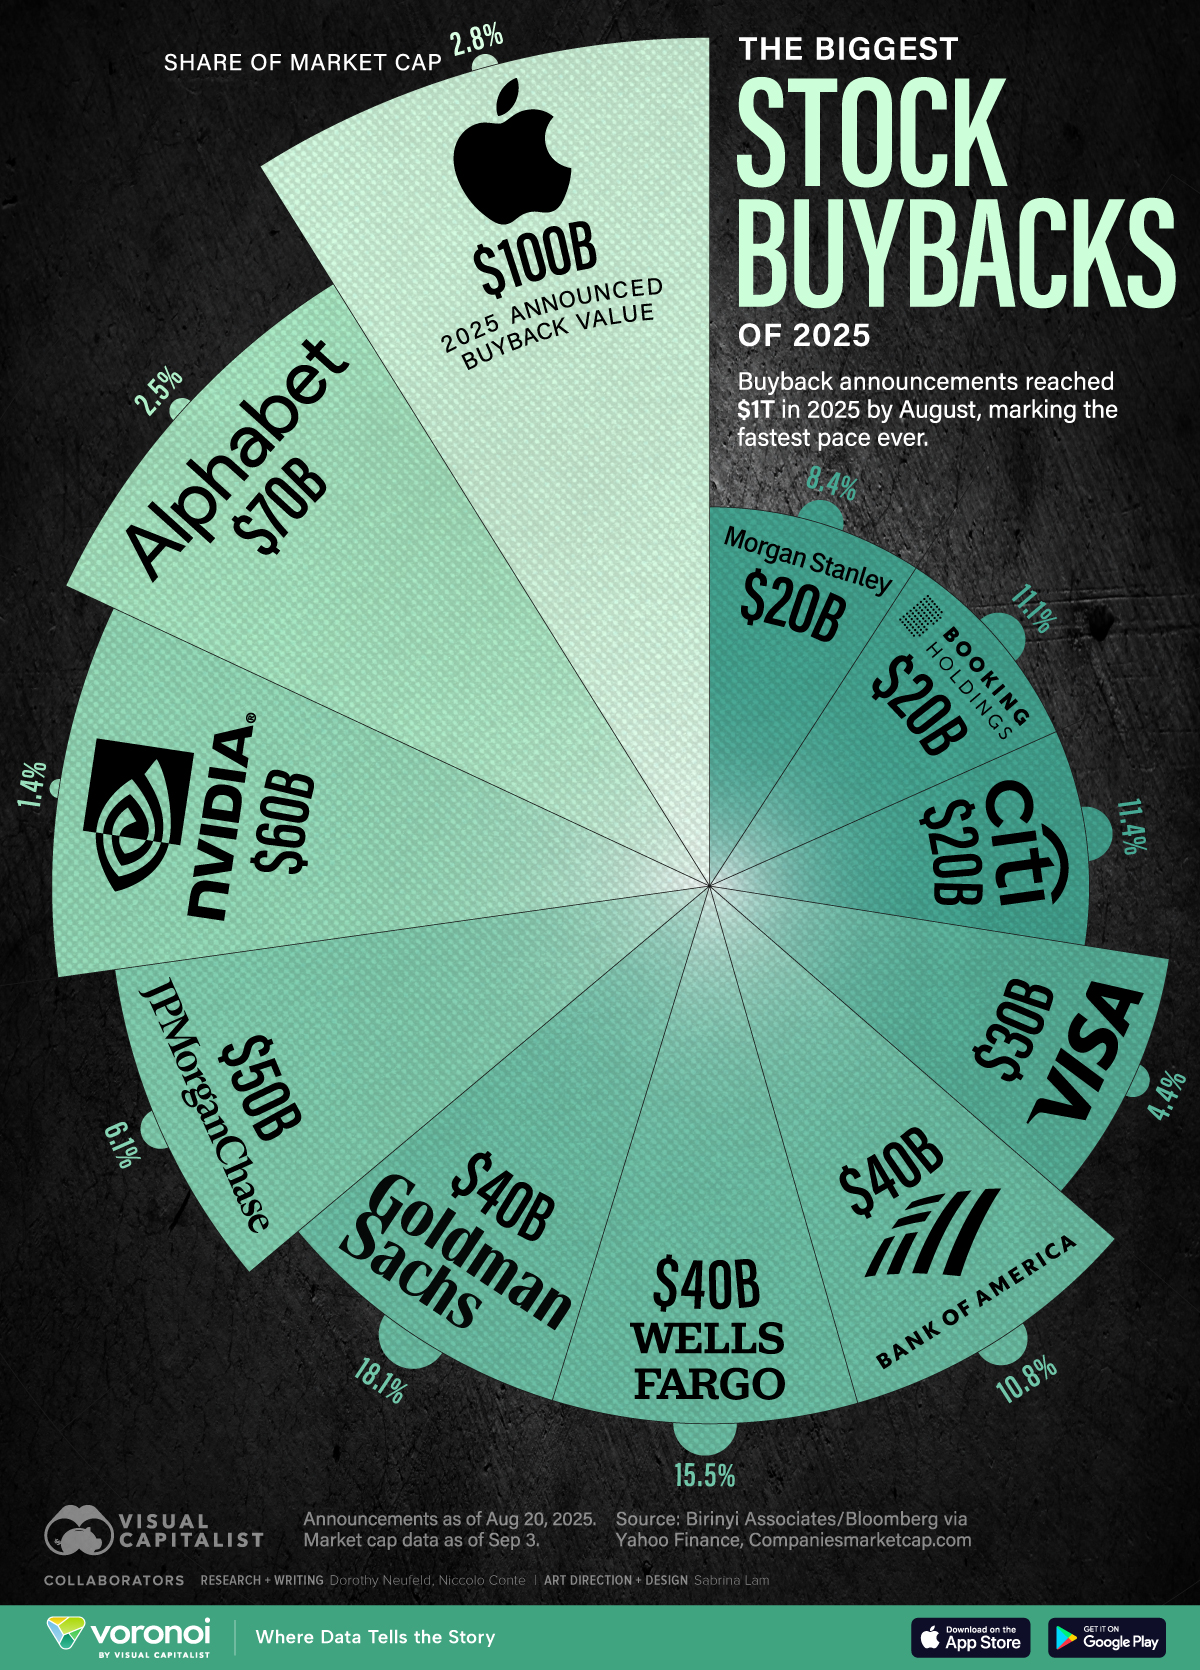 THE BIGGEST
STOCK
BUYBACKS
OF 2025
Buyback announcements reached
$1T in 2025 by August, marking the
fastest pace ever.
SHARE OF MARKET CAP 2.8%
$100B
2025 ANNOUNCED
BUYBACK VALUE
2.5%
Alphabet
$70B
1.4%
NVIDIA®
$60B
6.1%
JPMorganChase
$50B
18.1%
$40B
Goldman
Sachs
$40B
WELLS
FARGO
15.5%
$40B
BANK OF AMERICA
10.8%
$30B
VISA
4.4%
citi
$20B
11.4%
BOOKING
HOLDINGS
$20B
11.1%
Morgan Stanley
$20B
8.4%
VISUAL
CAPITALIST
Announcements as of Aug 20, 2025.
Market cap data as of Sep 3.
Source: Birinyi Associates/Bloomberg via
Yahoo Finance, Companiesmarketcap.com
COLLABORATORS RESEARCH + WRITING Dorothy Neufeld, Niccolo Conte | ART DIRECTION + DESIGN Sabrina Lam
voronoi
BY VISUAL CAPITALIST
Where Data Tells the Story
Download on the
App Store
GET IT ON
Google Play